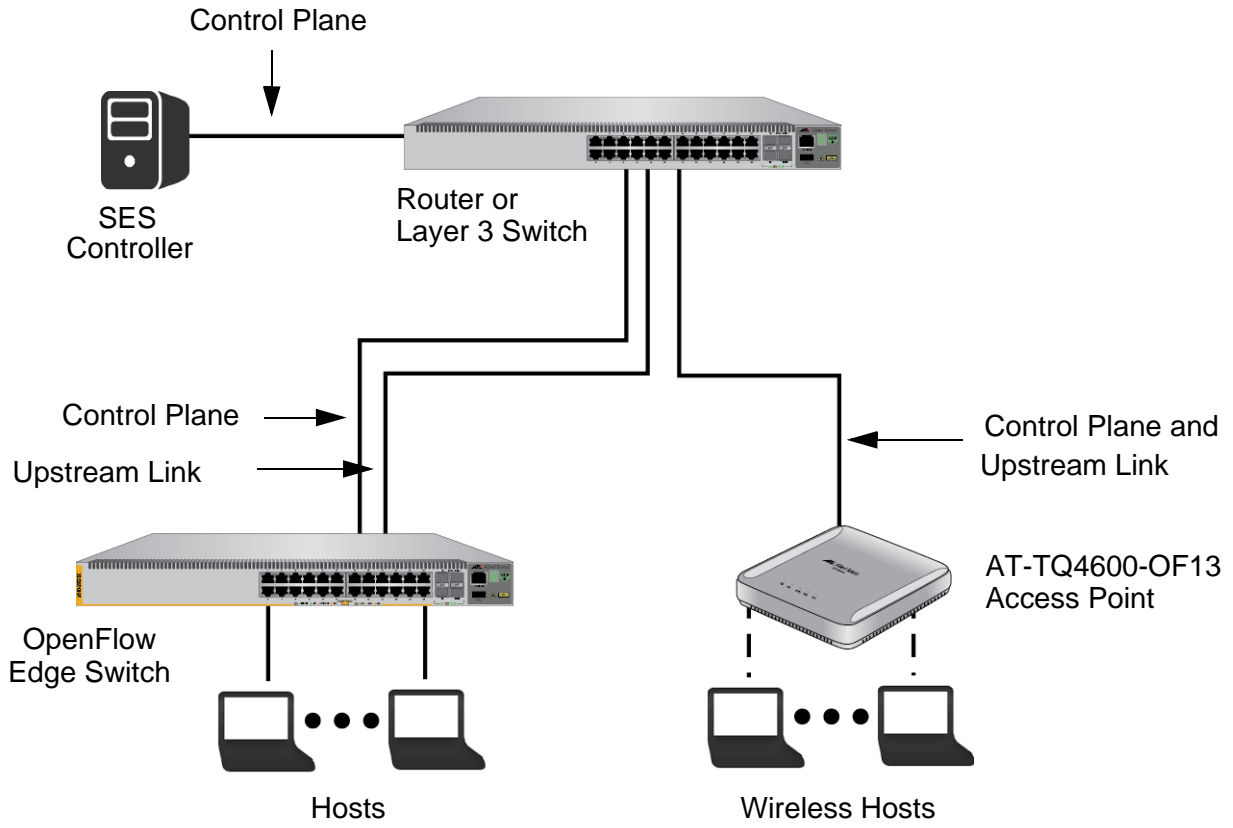 Control Plane
SES
Controller
Router or
Layer 3 Switch
Control Plane
Upstream Link
Control Plane and
Upstream Link
AT-TQ4600-OF13
Access Point
OpenFlow
Edge Switch
Hosts
Wireless Hosts